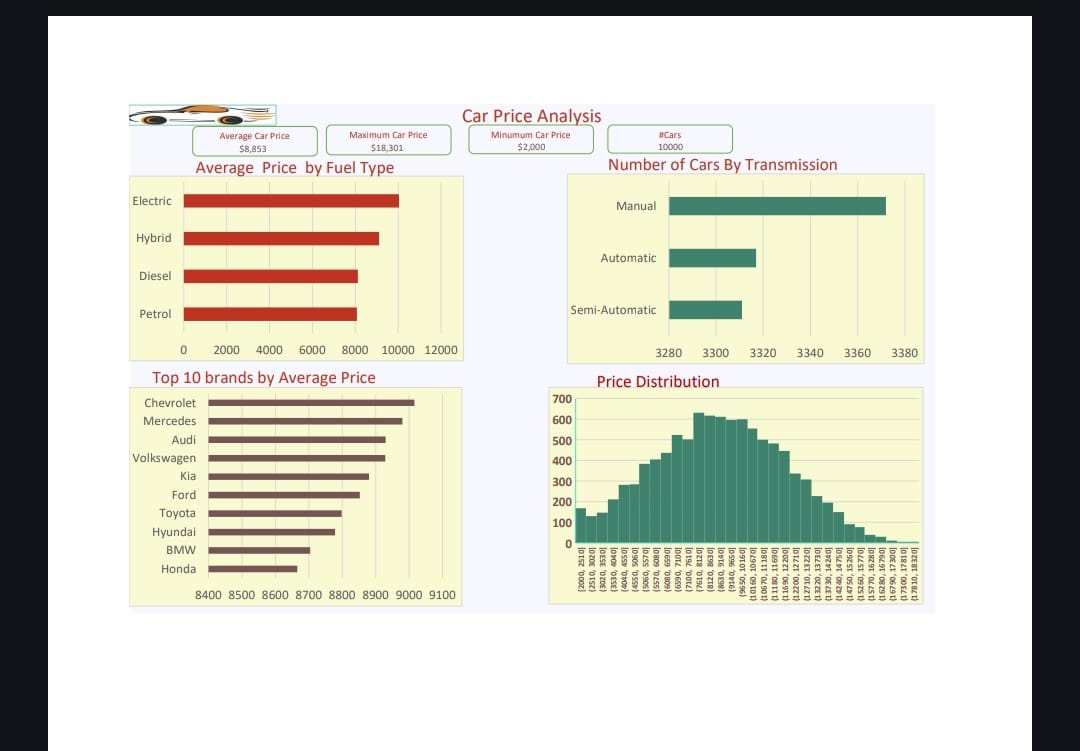 Car Price Analysis
Average Car Price
$8,853
Maximum Car Price
$18,301
Minumum Car Price
$2,000
#Cars
10000
Average Price by Fuel Type
Electric
Hybrid
Diesel
Petrol
0 2000 4000 6000 8000 10000 12000
Number of Cars By Transmission
Manual
Automatic
Semi-Automatic
3280 3300 3320 3340 3360 3380
Top 10 brands by Average Price
Chevrolet
Mercedes
Audi
Volkswagen
Kia
Ford
Toyota
Hyundai
BMW
Honda
8400 8500 8600 8700 8800 8900 9000 9100
Price Distribution
700
600
500
400
300
200
100
0
[2000, 2510]
(2510, 3020]
(3020, 3530]
(3530, 4040]
(4040, 4550]
(4550, 5060]
(5060, 5570]
(5570, 6080]
(6080, 6590]
(6590, 7100]
(7100, 7610]
(7610, 8120]
(8120, 8630]
(8630, 9140]
(9140, 9650]
(9650, 10160]
(10160, 10670]
(10670, 11180]
(11180, 11690]
(11690, 12200]
(12200, 12710]
(12710, 13220]
(13220, 13730]
(13730, 14240]
(14240, 14750]
(14750, 15260]
(15260, 15770]
(15770, 16280]
(16280, 16790]
(16790, 17300]
(17300, 17810]
(17810, 18320]